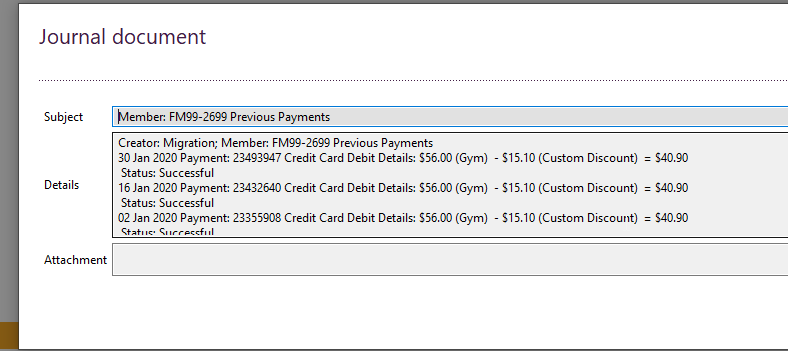 Journal document
Subject
Member: FM99-2699 Previous Payments
Creator: Migration; Member: FM99-2699 Previous Payments
30 Jan 2020 Payment: 23493947 Credit Card Debit Details: $56.00 (Gym)  - $15.10 (Custom Discount)  = $40.90
Status: Successful
Details
16 Jan 2020 Payment: 23432640 Credit Card Debit Details: $56.00 (Gym)  - $15.10 (Custom Discount)  = $40.90
Status: Successful
02 Jan 2020 Payment: 23355908 Credit Card Debit Details: $56.00 (Gym)  - $15.10 (Custom Discount)  = $40.90
Status: Successful
Attachment